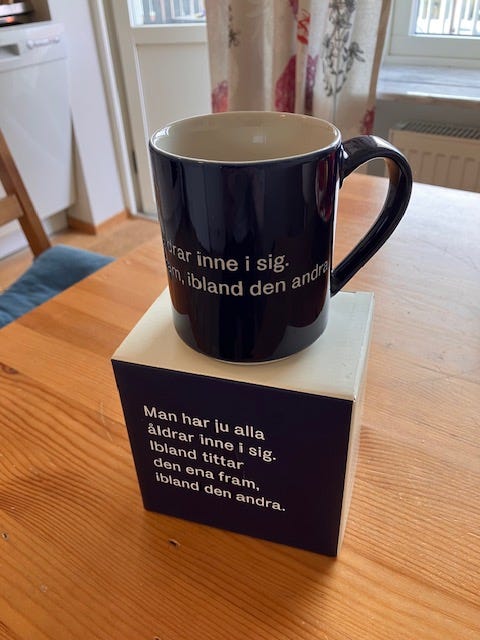 ldrar inne i sig.
m, ibland den andra
Man har ju alla
åldrar inne i sig.
Ibland tittar
den ena fram,
ibland den andra.